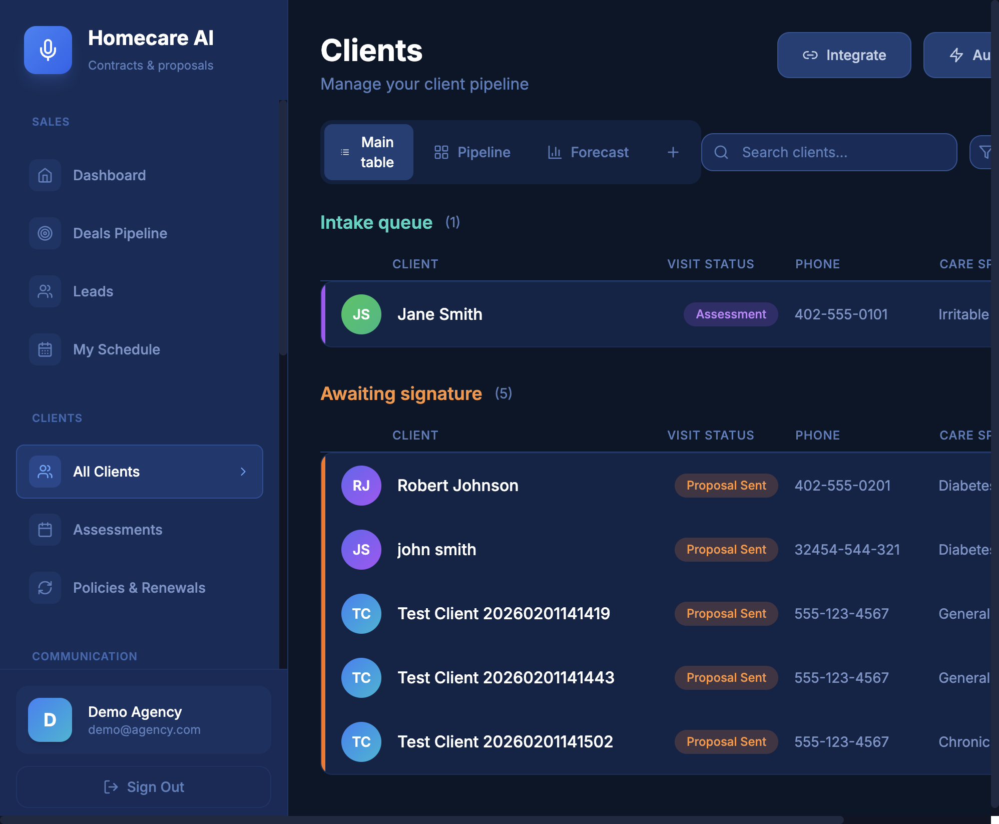 Homecare AI
Contracts & proposals
SALES
Dashboard
Deals Pipeline
Leads
My Schedule
CLIENTS
All Clients
Assessments
Policies & Renewals
COMMUNICATION
D
Demo Agency
demo@agency.com
Sign Out
Clients
Manage your client pipeline
Integrate
Au
Main
table
Pipeline
Forecast
+
Search clients...
Intake queue (1)
CLIENT VISIT STATUS PHONE CARE SP
JS Jane Smith Assessment 402-555-0101 Irritable
Awaiting signature (5)
CLIENT VISIT STATUS PHONE CARE SP
RJ Robert Johnson Proposal Sent 402-555-0201 Diabetes
JS john smith Proposal Sent 32454-544-321 Diabetes
TC Test Client 20260201141419 Proposal Sent 555-123-4567 General
TC Test Client 20260201141443 Proposal Sent 555-123-4567 General
TC Test Client 20260201141502 Proposal Sent 555-123-4567 Chronic